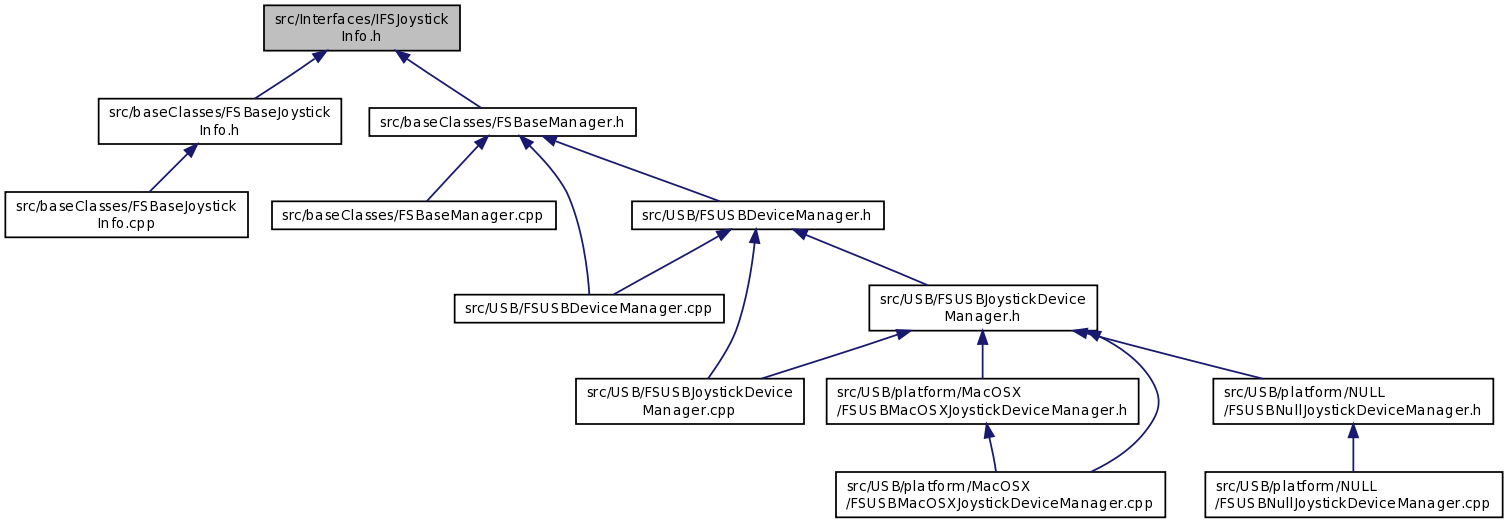 src/Interfaces/IFSJoystick
Info.h
src/baseClasses/FSBaseJoystick
Info.h
src/baseClasses/FSBaseManager.h
src/baseClasses/FSBaseJoystick
Info.cpp
src/baseClasses/FSBaseManager.cpp
src/USB/FSUSBDeviceManager.h
src/USB/FSUSBDeviceManager.cpp
src/USB/FSUSBJoystickDevice
Manager.h
src/USB/FSUSBJoystickDevice
Manager.cpp
src/USB/platform/MacOSX
/FSUSBMacOSXJoystickDeviceManager.h
src/USB/platform/NULL
/FSUSBNullJoystickDeviceManager.h
src/USB/platform/MacOSX
/FSUSBMacOSXJoystickDeviceManager.cpp
src/USB/platform/NULL
/FSUSBNullJoystickDeviceManager.cpp